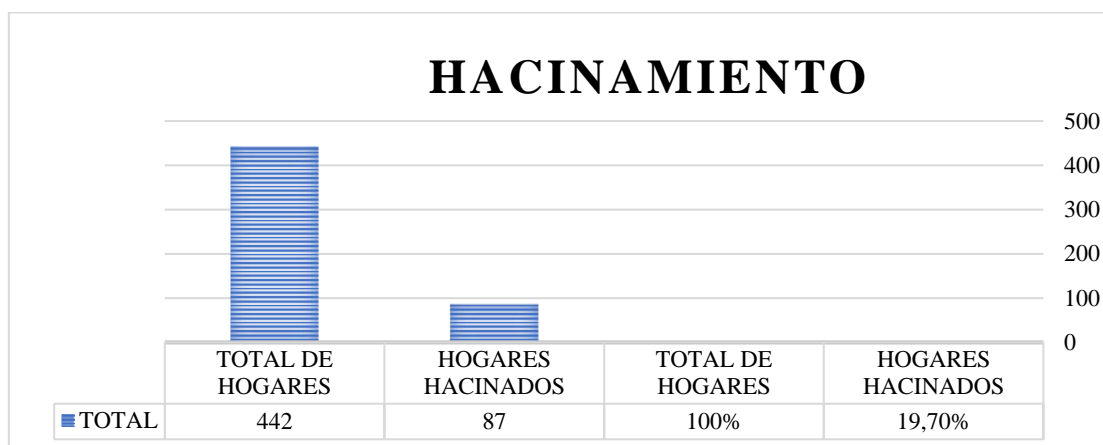 HACINAMIENTO
500
400
300
200
100
0
TOTAL DE HOGARES HOGARES HACINADOS TOTAL DE HOGARES HOGARES HACINADOS
TOTAL 442 87 100% 19,70%